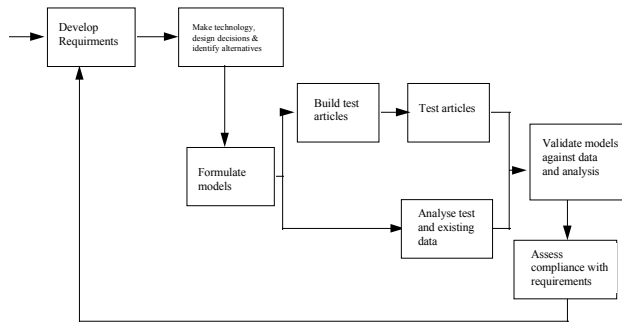 Develop
Requirments
Make technology,
design decisions &
identify alternatives
Build test
articles
Test articles
Formulate
models
Validate models
against data
and analysis
Analyse test
and existing
data
Assess
compliance with
requirements